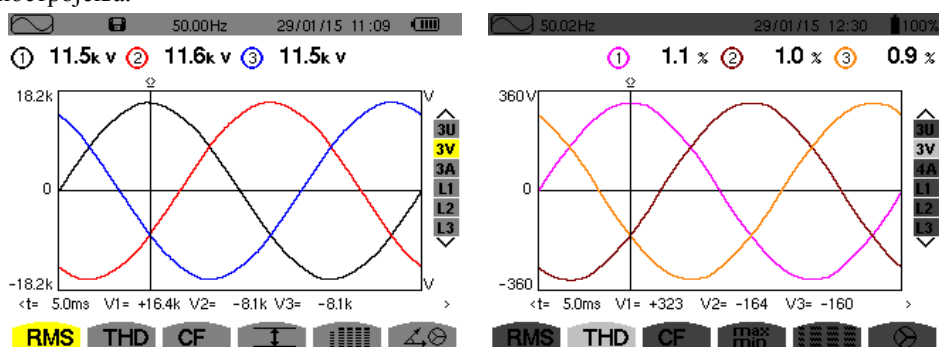 50.00Hz 29/01/15 11:09
1 11.5k V 2 11.6k V 3 11.5k V
18.2k V
0
-18.2k V
3U
3V
3A
L1
L2
L3
<t= 5.0ms V1= +16.4k V2= -8.1k V3= -8.1k >
RMS THD CF
50.02Hz 29/01/15 12:30 100%
1 1.1 % 2 1.0 % 3 0.9 %
360V
0
-360
3U
3V
4A
L1
L2
L3
<t= 5.0ms V1= +323 V2= -164 V3= -160 >
RMS THD CF max min